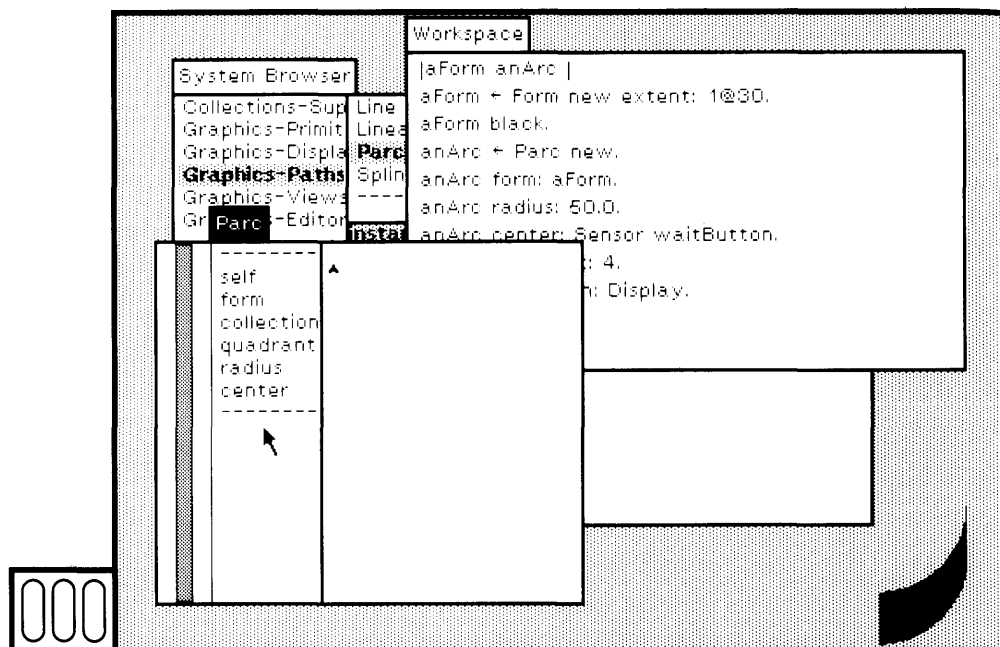 Workspace
|aForm anArc |
aForm ← Form new extent: 1@30.
aForm black.
anArc ← Parc new.
anArc form: aForm.
anArc radius: 50.0.
anArc center: Sensor waitButton.
: 4.
n: Display.
System Browser
Collections-Sup
Graphics-Primit
Graphics-Displa
Graphics-Paths
Graphics-Views
Gr s-Editor
Line
Linea
Parc
Splin
-----
insta
Parc
---------
self
form
collection
quadrant
radius
center
---------